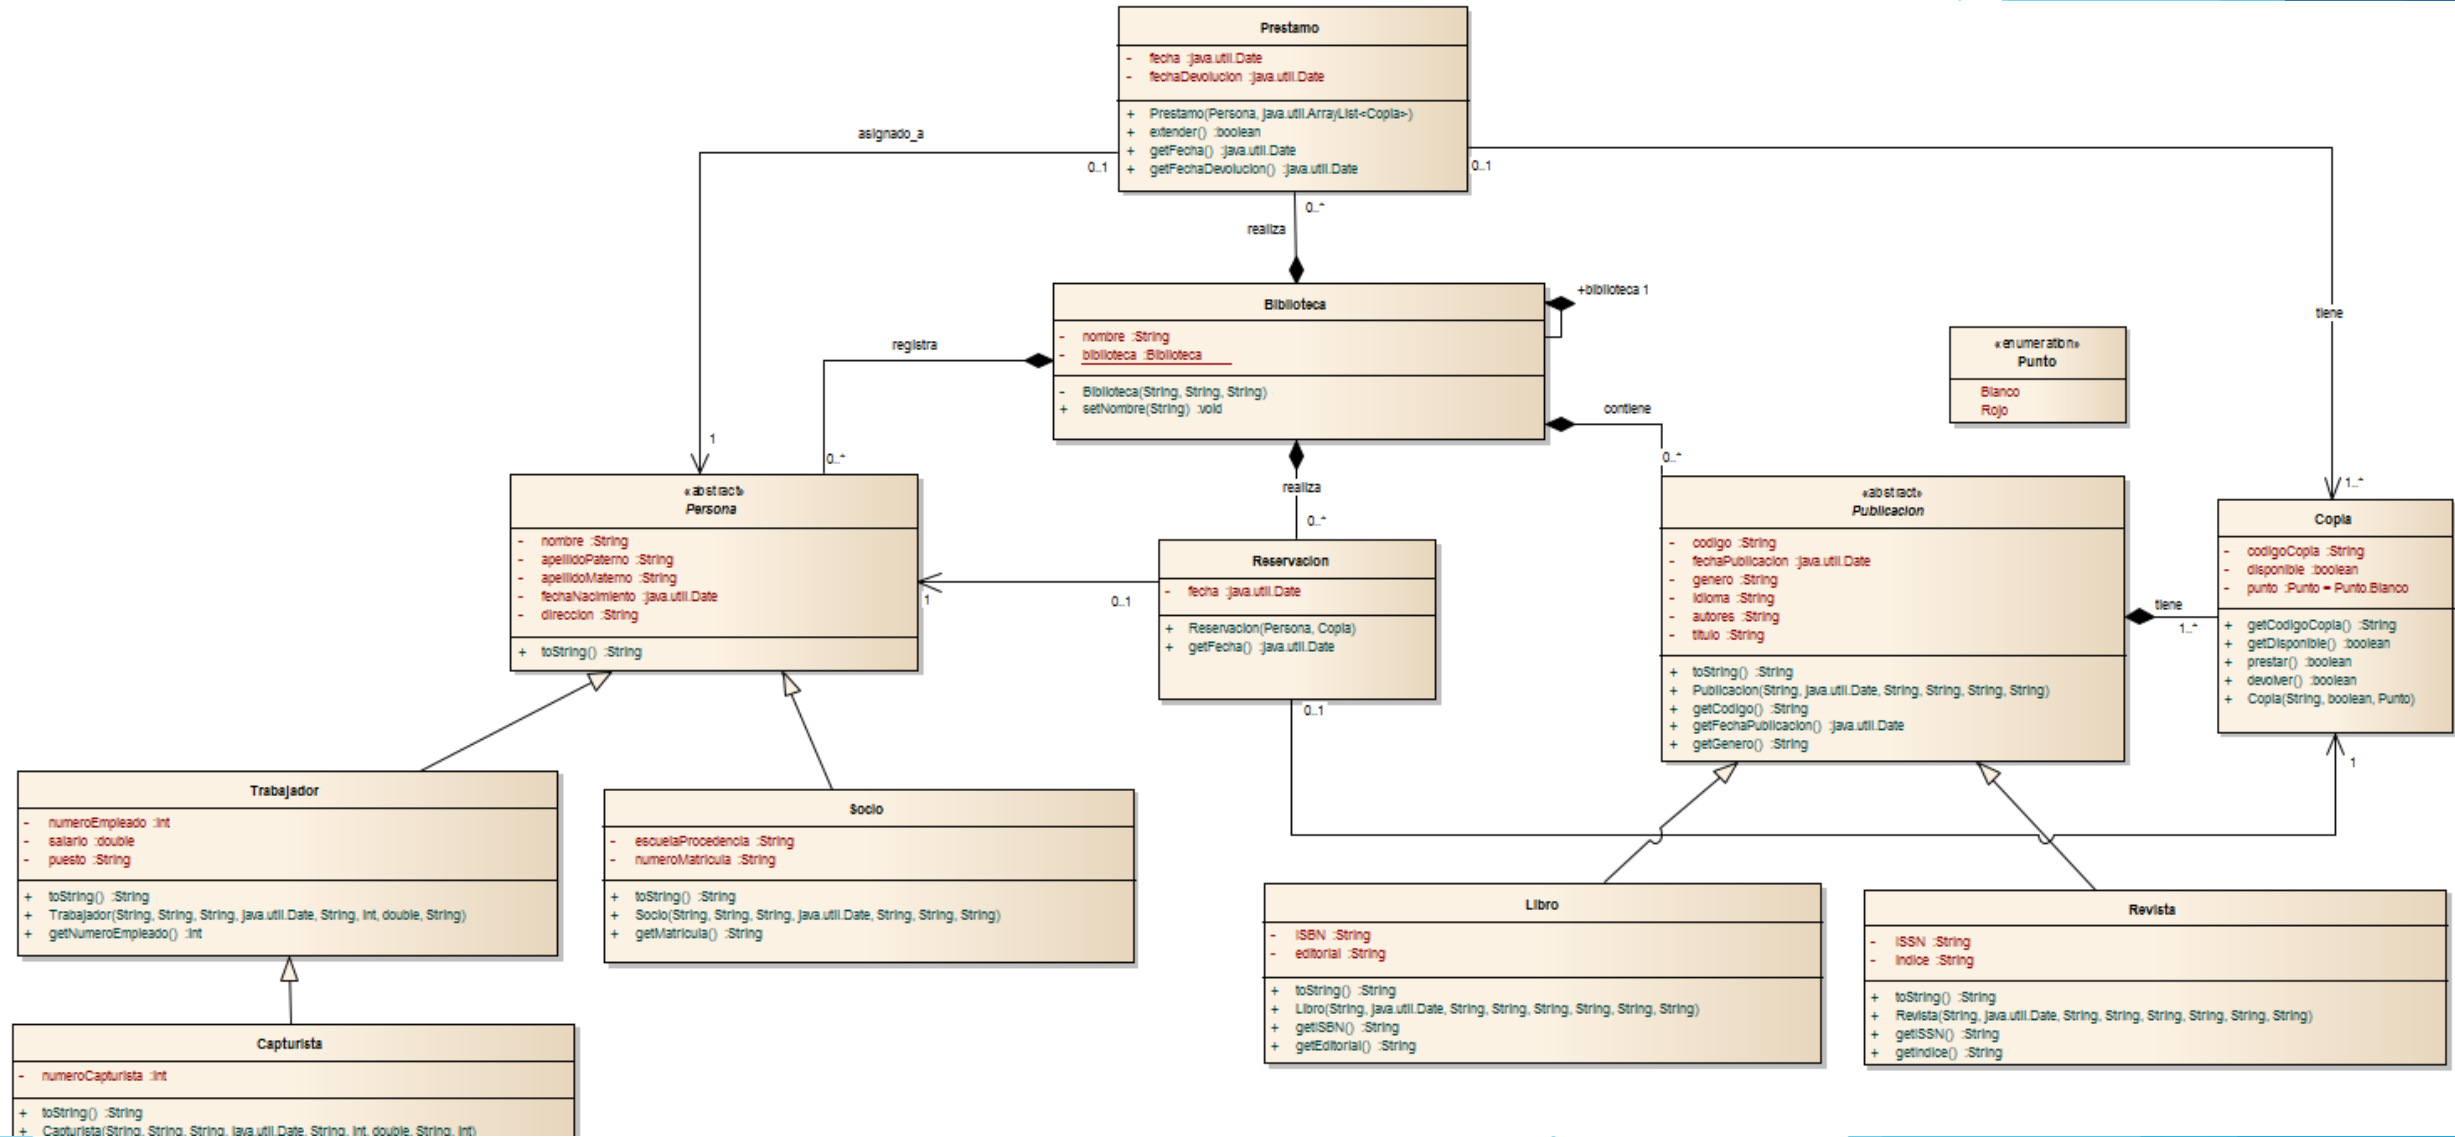 Prestamo
- fecha :java.util.Date
- fechaDevolucion :java.util.Date
+ Prestamo(Persona, java.util.ArrayList<Copia>)
+ extender() :boolean
+ getFecha() :java.util.Date
+ getFechaDevolucion() :java.util.Date
asignado_a
0..1
0..1
0..*
realiza
tiene
Biblioteca
- nombre :String
- biblioteca :Biblioteca
- Biblioteca(String, String, String)
+ setNombre(String) :void
+biblioteca 1
registra
contiene
«enumeration»
Punto
Blanco
Rojo
1
0..*
realiza
0..*
0..*
1..*
«abstract»
Persona
- nombre :String
- apellidoPaterno :String
- apellidoMaterno :String
- fechaNacimiento :java.util.Date
- direccion :String
+ toString() :String
Reservacion
- fecha :java.util.Date
+ Reservacion(Persona, Copia)
+ getFecha() :java.util.Date
1
0..1
0..1
«abstract»
Publicacion
- codigo :String
- fechaPublicacion :java.util.Date
- genero :String
- idioma :String
- autores :String
- titulo :String
+ toString() :String
+ Publicacion(String, java.util.Date, String, String, String, String)
+ getCodigo() :String
+ getFechaPublicacion() :java.util.Date
+ getGenero() :String
tiene
1..*
Copia
- codigoCopia :String
- disponible :boolean
- punto :Punto = Punto.Blanco
+ getCodigoCopia() :String
+ getDisponible() :boolean
+ prestar() :boolean
+ devolver() :boolean
+ Copia(String, boolean, Punto)
1
Trabajador
- numeroEmpleado :int
- salario :double
- puesto :String
+ toString() :String
+ Trabajador(String, String, String, java.util.Date, String, int, double, String)
+ getNumeroEmpleado() :int
Socio
- escuelaProcedencia :String
- numeroMatricula :String
+ toString() :String
+ Socio(String, String, String, java.util.Date, String, String, String)
+ getMatricula() :String
Libro
- ISBN :String
- editorial :String
+ toString() :String
+ Libro(String, java.util.Date, String, String, String, String, String, String)
+ getISBN() :String
+ getEditorial() :String
Revista
- ISSN :String
- indice :String
+ toString() :String
+ Revista(String, java.util.Date, String, String, String, String, String, String)
+ getISSN() :String
+ getIndice() :String
Capturista
- numeroCapturista :int
+ toString() :String
+ Capturista(String, String, String, java.util.Date, String, int, double, String, int)